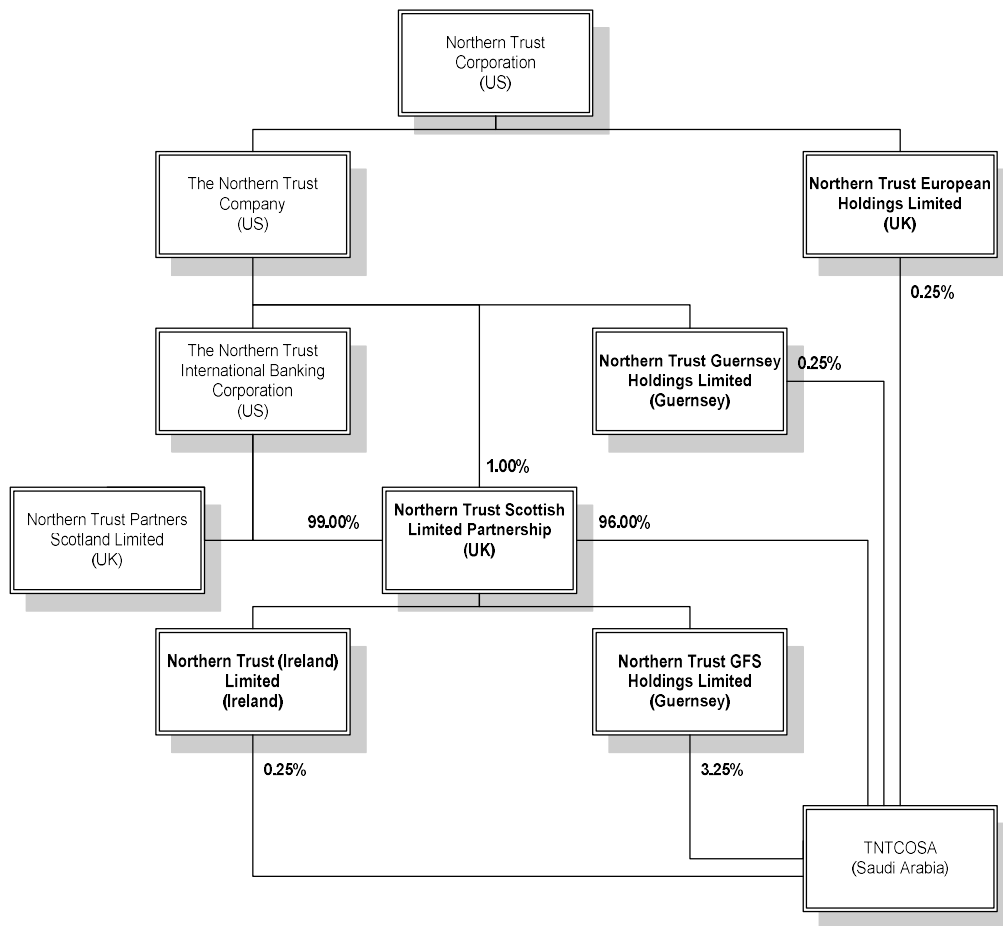 Northern Trust
Corporation
(US)
The Northern Trust
Company
(US)
Northern Trust European
Holdings Limited
(UK)
0.25%
The Northern Trust
International Banking
Corporation
(US)
Northern Trust Guernsey
Holdings Limited
(Guernsey)
0.25%
1.00%
Northern Trust Partners
Scotland Limited
(UK)
99.00%
Northern Trust Scottish
Limited Partnership
(UK)
96.00%
Northern Trust (Ireland)
Limited
(Ireland)
Northern Trust GFS
Holdings Limited
(Guernsey)
0.25%
3.25%
TNTCOSA
(Saudi Arabia)